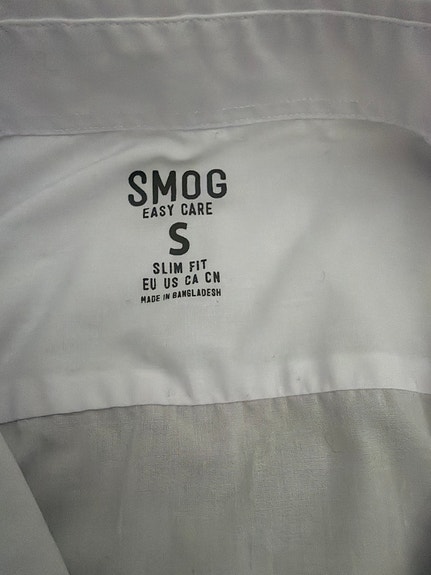 SMOG
EASY CARE
S
SLIM FIT
EU US CA CN
MADE IN BANGLADESH